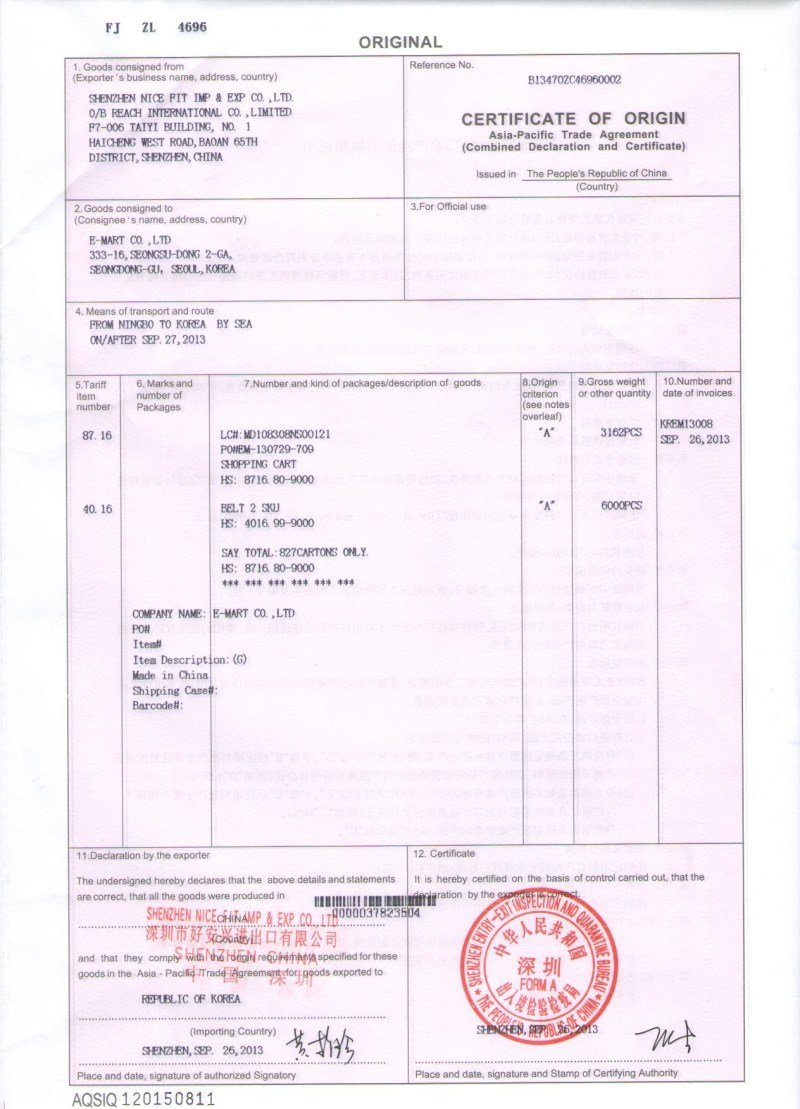 FJ ZL 4696
ORIGINAL
1. Goods consigned from
(Exporter's business name, address, country)
SHENZHEN NICE FIT IMP & EXP CO.,LTD.
O/B REACH INTERNATIONAL CO.,LIMITED
F7-006 TAIYI BUILDING, NO. 1
HAICHENG WEST ROAD,BAOAN 65TH
DISTRICT,SHENZHEN,CHINA
Reference No.
B13470ZC46960002
CERTIFICATE OF ORIGIN
Asia-Pacific Trade Agreement
(Combined Declaration and Certificate)
Issued in The People's Republic of China
(Country)
2.Goods consigned to
(Consignee's name, address, country)
E-MART CO.,LTD
333-16,SEONGSU-DONG 2-GA,
SEONGDONG-GU, SEOUL,KOREA
3.For Official use
4. Means of transport and route
FROM NINGBO TO KOREA BY SEA
ON/AFTER SEP.27,2013
5.Tariff item number
6.Marks and number of Packages
7.Number and kind of packages/description of goods
8.Origin criterion (see notes overleaf)
9.Gross weight or other quantity
10.Number and date of invoices
87.16
LC#:MD108308NS00121
"A"
3162PCS
KREM13008
SEP. 26,2013
PO#EM-130729-709
SHOPPING CART
HS: 8716.80-9000
40.16
BELT 2 SKU
"A"
6000PCS
HS: 4016.99-9000
SAY TOTAL:827CARTONS ONLY.
HS: 8716.80-9000
*** *** *** *** *** ***
COMPANY NAME: E-MART CO.,LTD
PO#
Item#
Item Description:(G)
Made in China
Shipping Case#:
Barcode#:
11.Declaration by the exporter
The undersigned hereby declares that the above details and statements
are correct, that all the goods were produced in
0000037823504
SHENZHEN NICE FIT IMP & EXP CO.,LTD
CHINA
深圳市好安兴进出口有限公司
(Country)
SHENZHEN CHINA
and that they comply with the origin requirements specified for these
中国 深圳
goods in the Asia - Pacific Trade Agreement for goods exported to
REPUBLIC OF KOREA
(Importing Country)
SHENZHEN,SEP. 26,2013
Place and date, signature of authorized Signatory
12. Certificate
It is hereby certified on the basis of control carried out, that the
declaration by the exporter is correct.
SHENZHEN ENTRY-EXIT INSPECTION AND QUARANTINE BUREAU
中华人民共和国
深圳
FORM A
出入境检验检疫局
THE PEOPLE'S REPUBLIC OF CHINA
SHENZHEN,SEP. 26,2013
Place and date, signature and Stamp of Certifying Authority
AQSIQ 120150811